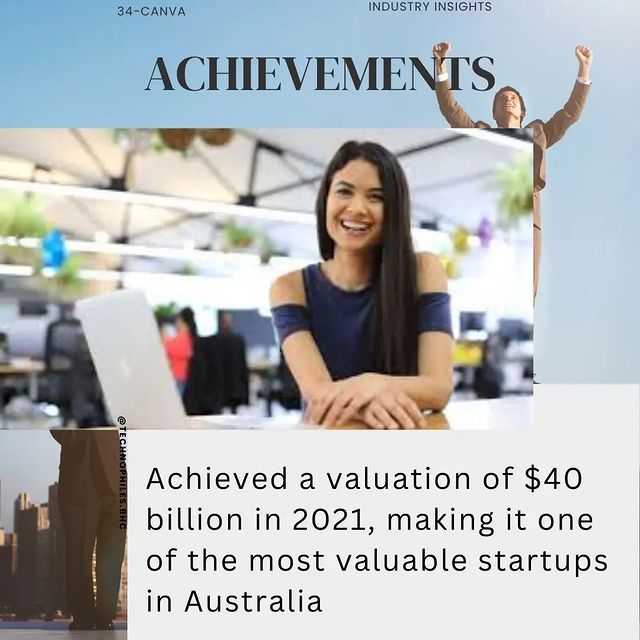 34-CANVA
INDUSTRY INSIGHTS
ACHIEVEMENTS
@TECHNOPHILES.BHC
Achieved a valuation of $40
billion in 2021, making it one
of the most valuable startups
in Australia